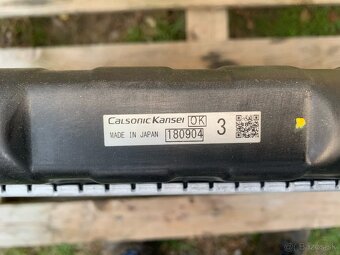 Calsonic Kansei OK
MADE IN JAPAN 180904
3